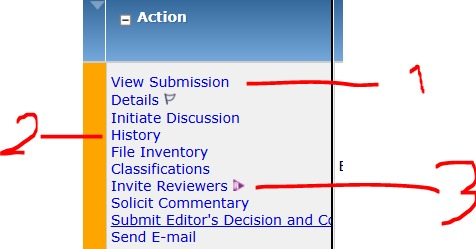 Action
View Submission
1
Details
Initiate Discussion
2
History
File Inventory
Classifications
Invite Reviewers
3
Solicit Commentary
Submit Editor's Decision and Co
Send E-mail